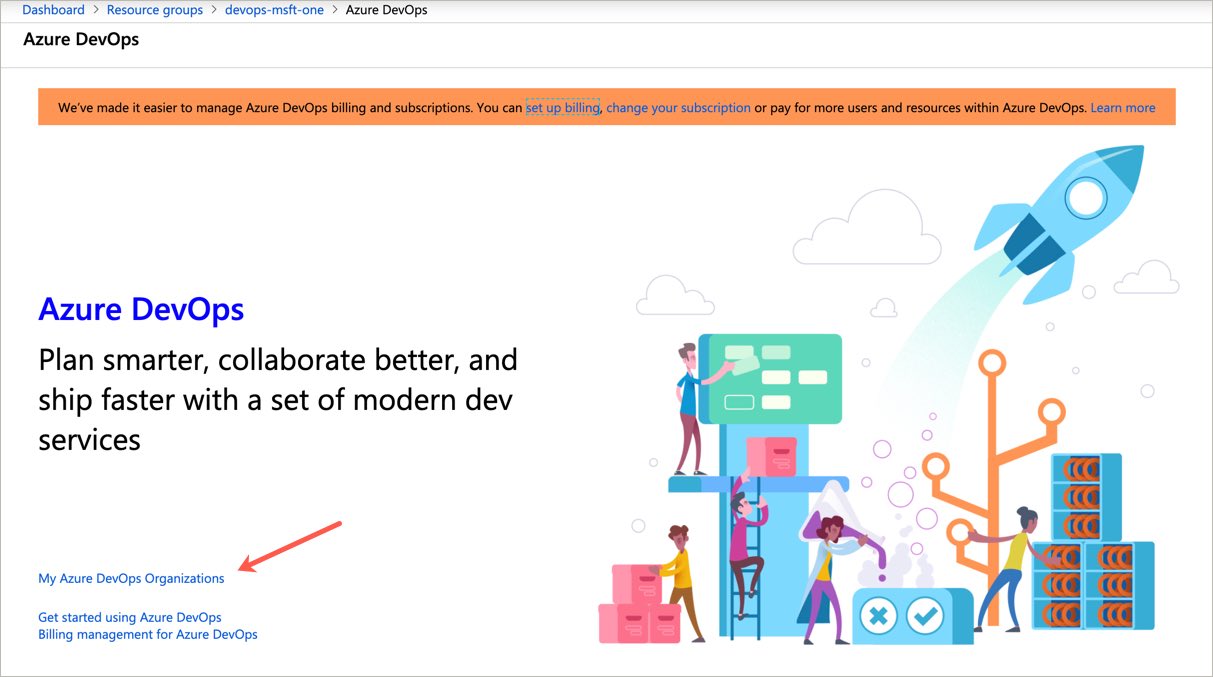 Dashboard > Resource groups > devops-msft-one > Azure DevOps
Azure DevOps
We've made it easier to manage Azure DevOps billing and subscriptions. You can set up billing, change your subscription or pay for more users and resources within Azure DevOps. Learn more
Azure DevOps
Plan smarter, collaborate better, and
ship faster with a set of modern dev
services
My Azure DevOps Organizations
Get started using Azure DevOps
Billing management for Azure DevOps